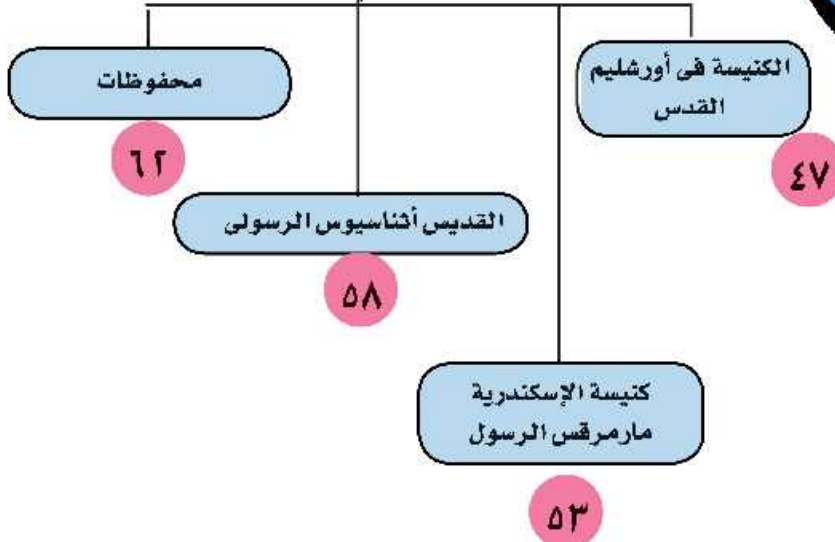 الكنيسة فى أورشليم
القدس
٤٧
كنيسة الإسكندرية
مارمرقس الرسول
٥٣
القديس أثناسيوس الرسولى
٥٨
محفوظات
٦٢